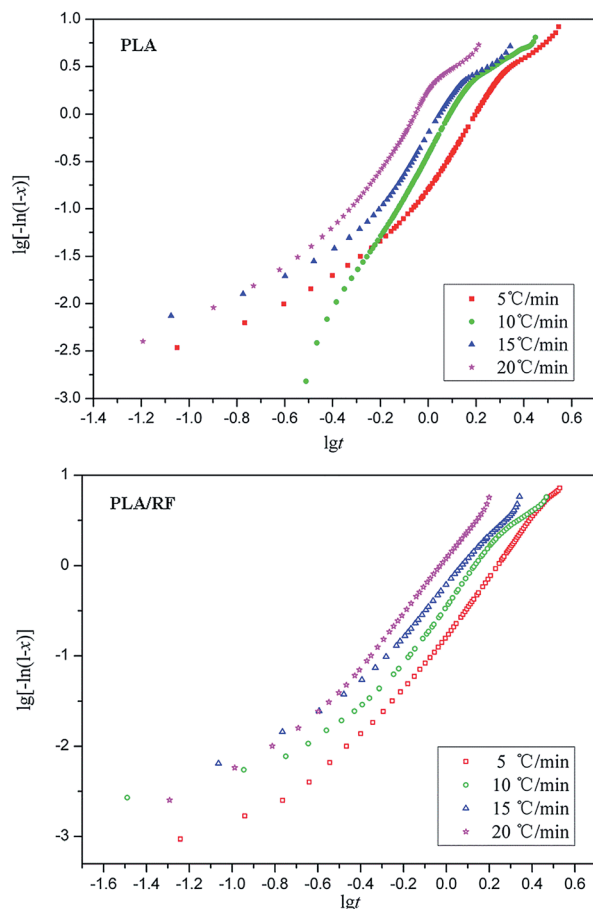 PLA
lg[-ln(l-x)]
1.0
0.5
0.0
-0.5
-1.0
-1.5
-2.0
-2.5
-3.0
5℃/min
10℃/min
15℃/min
20℃/min
-1.4 -1.2 -1.0 -0.8 -0.6 -0.4 -0.2 0.0 0.2 0.4 0.6
lgt
PLA/RF
lg[-ln(l-x)]
1
0
-1
-2
-3
5 ℃/min
10 ℃/min
15 ℃/min
20 ℃/min
-1.6 -1.4 -1.2 -1.0 -0.8 -0.6 -0.4 -0.2 0.0 0.2 0.4 0.6
lgt